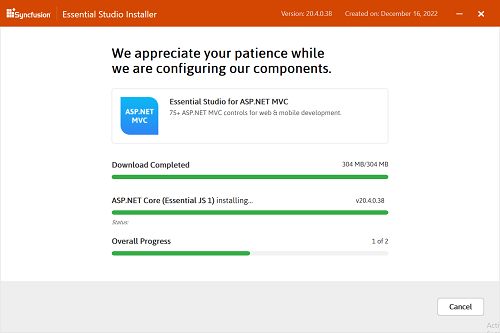 Syncfusion Essential Studio Installer Version: 20.4.0.38 Created on: December 16, 2022
We appreciate your patience while
we are configuring our components.
ASP.NET
MVC
Essential Studio for ASP.NET MVC
75+ ASP.NET MVC controls for web & mobile development.
Download Completed 304 MB/304 MB
ASP.NET Core (Essential JS 1) installing... v20.4.0.38
Status:
Overall Progress 1 of 2
Cancel
Acti